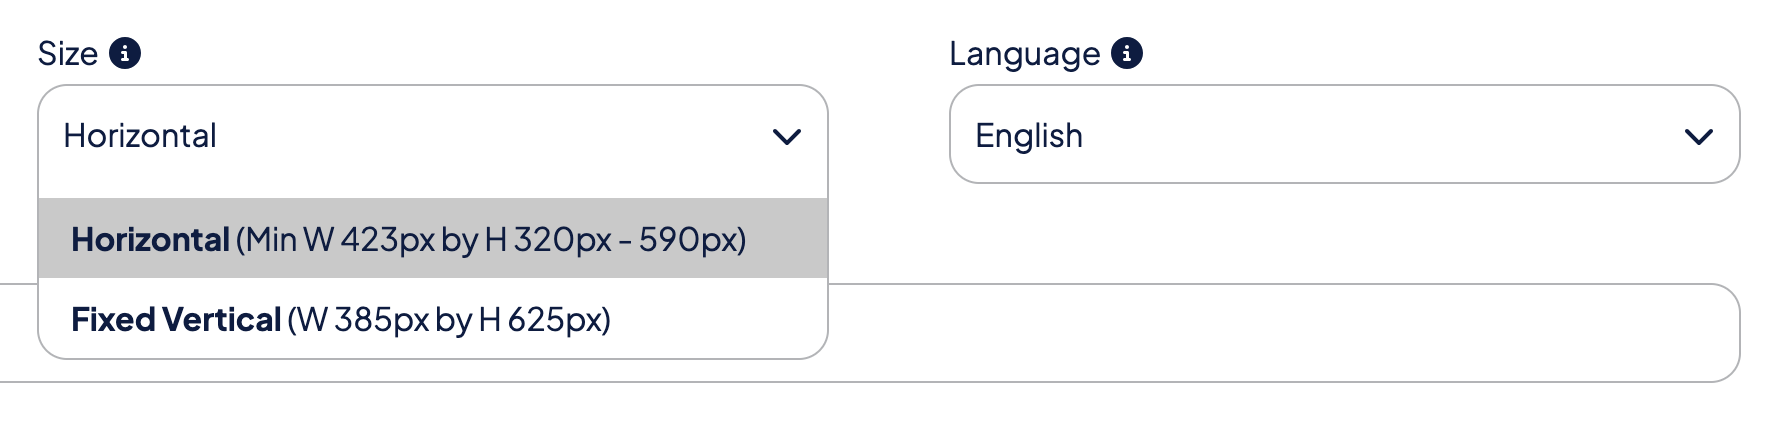 Size
Language
Horizontal
English
Horizontal (Min W 423px by H 320px - 590px)
Fixed Vertical (W 385px by H 625px)